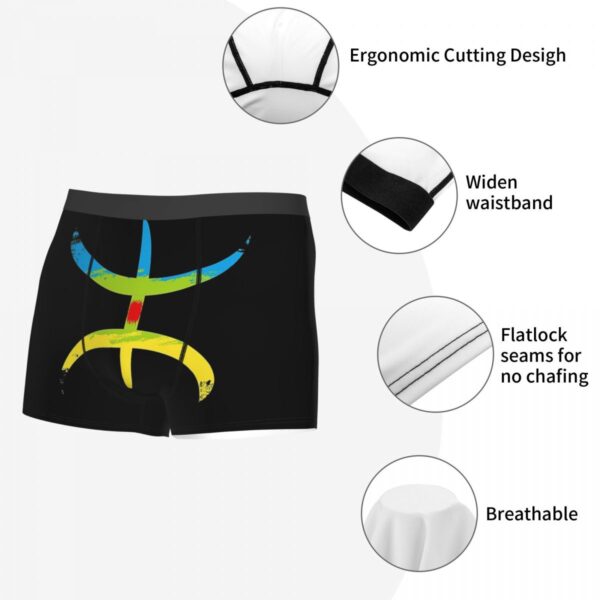 Ergonomic Cutting Desigh
Widen
waistband
Flatlock
seams for
no chafing
Breathable